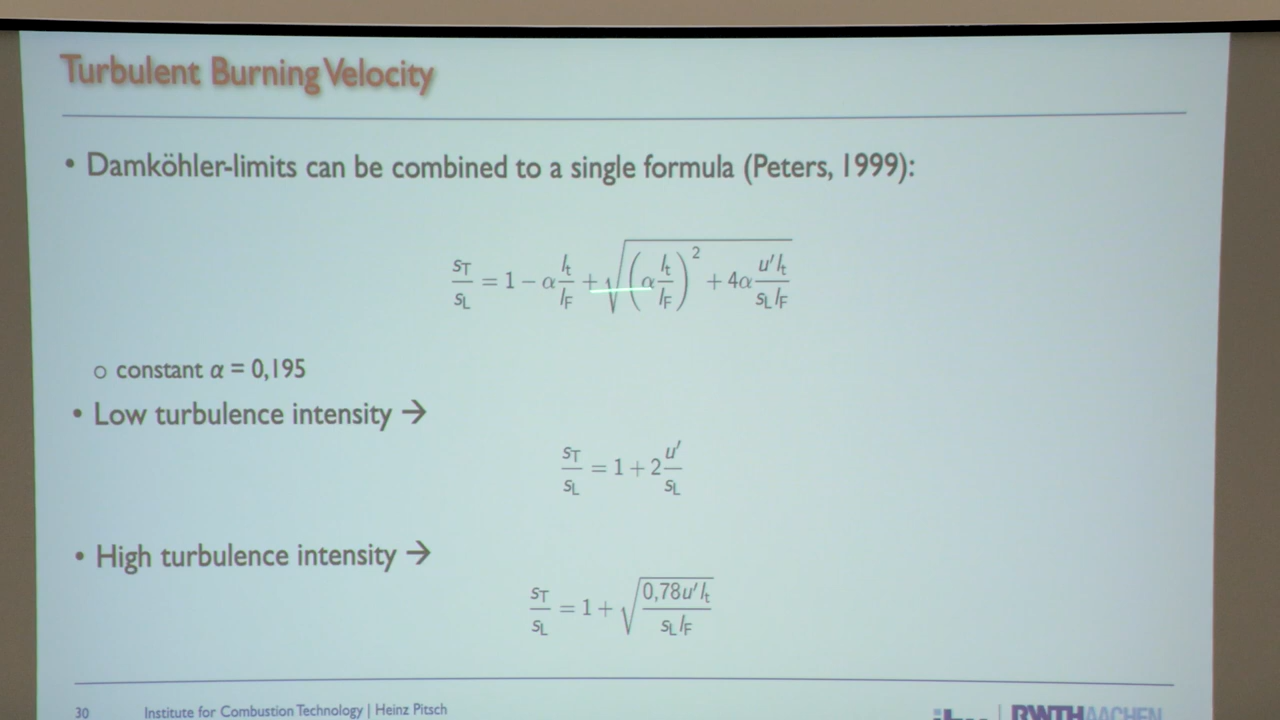 Turbulent Burning Velocity
• Damköhler-limits can be combined to a single formula (Peters, 1999):
sT/sL = 1 − α lt/lF + √((α lt/lF)² + 4α u′lt/(sL lF))
○ constant α = 0,195
• Low turbulence intensity →
sT/sL = 1 + 2 u′/sL
• High turbulence intensity →
sT/sL = 1 + √(0,78u′lt/(sL lF))
30 Institute for Combustion Technology | Heinz Pitsch
RWTHAACHEN